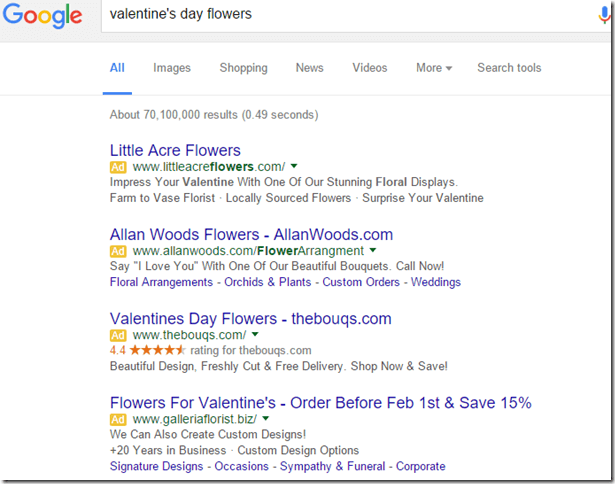 Google
valentine's day flowers
All Images Shopping News Videos More Search tools
About 70,100,000 results (0.49 seconds)
Little Acre Flowers
Ad www.littleacreflowers.com/
Impress Your Valentine With One Of Our Stunning Floral Displays.
Farm to Vase Florist · Locally Sourced Flowers · Surprise Your Valentine
Allan Woods Flowers - AllanWoods.com
Ad www.allanwoods.com/FlowerArrangment
Say "I Love You" With One Of Our Beautiful Bouquets. Call Now!
Floral Arrangements - Orchids & Plants - Custom Orders - Weddings
Valentines Day Flowers - thebouqs.com
Ad www.thebouqs.com/
4.4 ★★★★★ rating for thebouqs.com
Beautiful Design, Freshly Cut & Free Delivery. Shop Now & Save!
Flowers For Valentine's - Order Before Feb 1st & Save 15%
Ad www.galleriaflorist.biz/
We Can Also Create Custom Designs!
+20 Years in Business · Custom Design Options
Signature Designs - Occasions - Sympathy & Funeral - Corporate